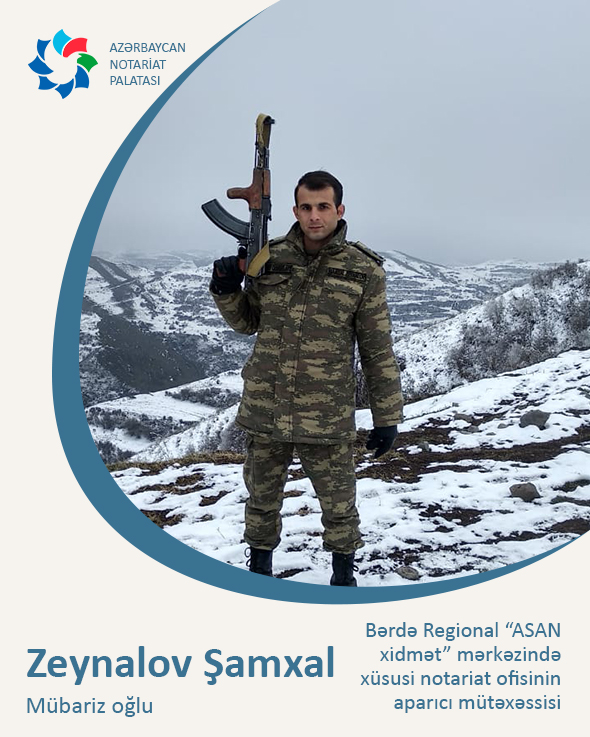 AZƏRBAYCAN
NOTARİAT
PALATASI
Zeynalov Şamxal
Mübariz oğlu
Bərdə Regional “ASAN
xidmət” mərkəzində
xüsusi notariat ofisinin
aparıcı mütəxəssisi